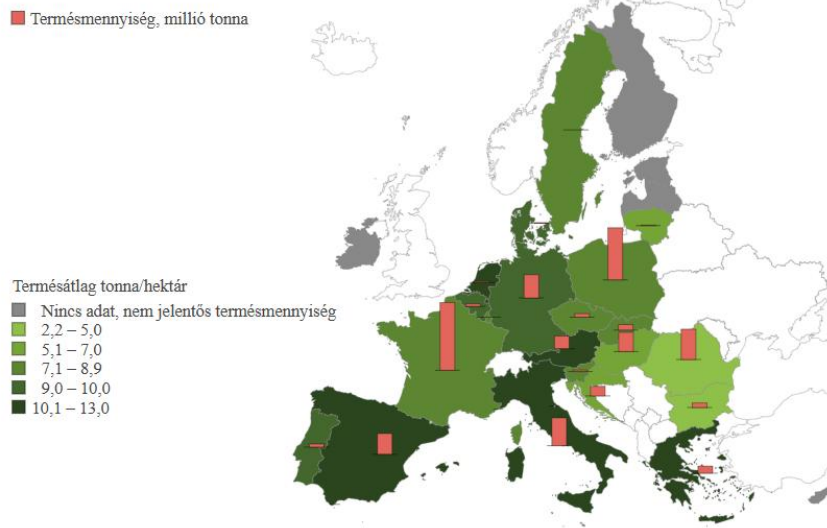 Termésmennyiség, millió tonna
Termésátlag tonna/hektár
Nincs adat, nem jelentős termésmennyiség
2,2 – 5,0
5,1 – 7,0
7,1 – 8,9
9,0 – 10,0
10,1 – 13,0